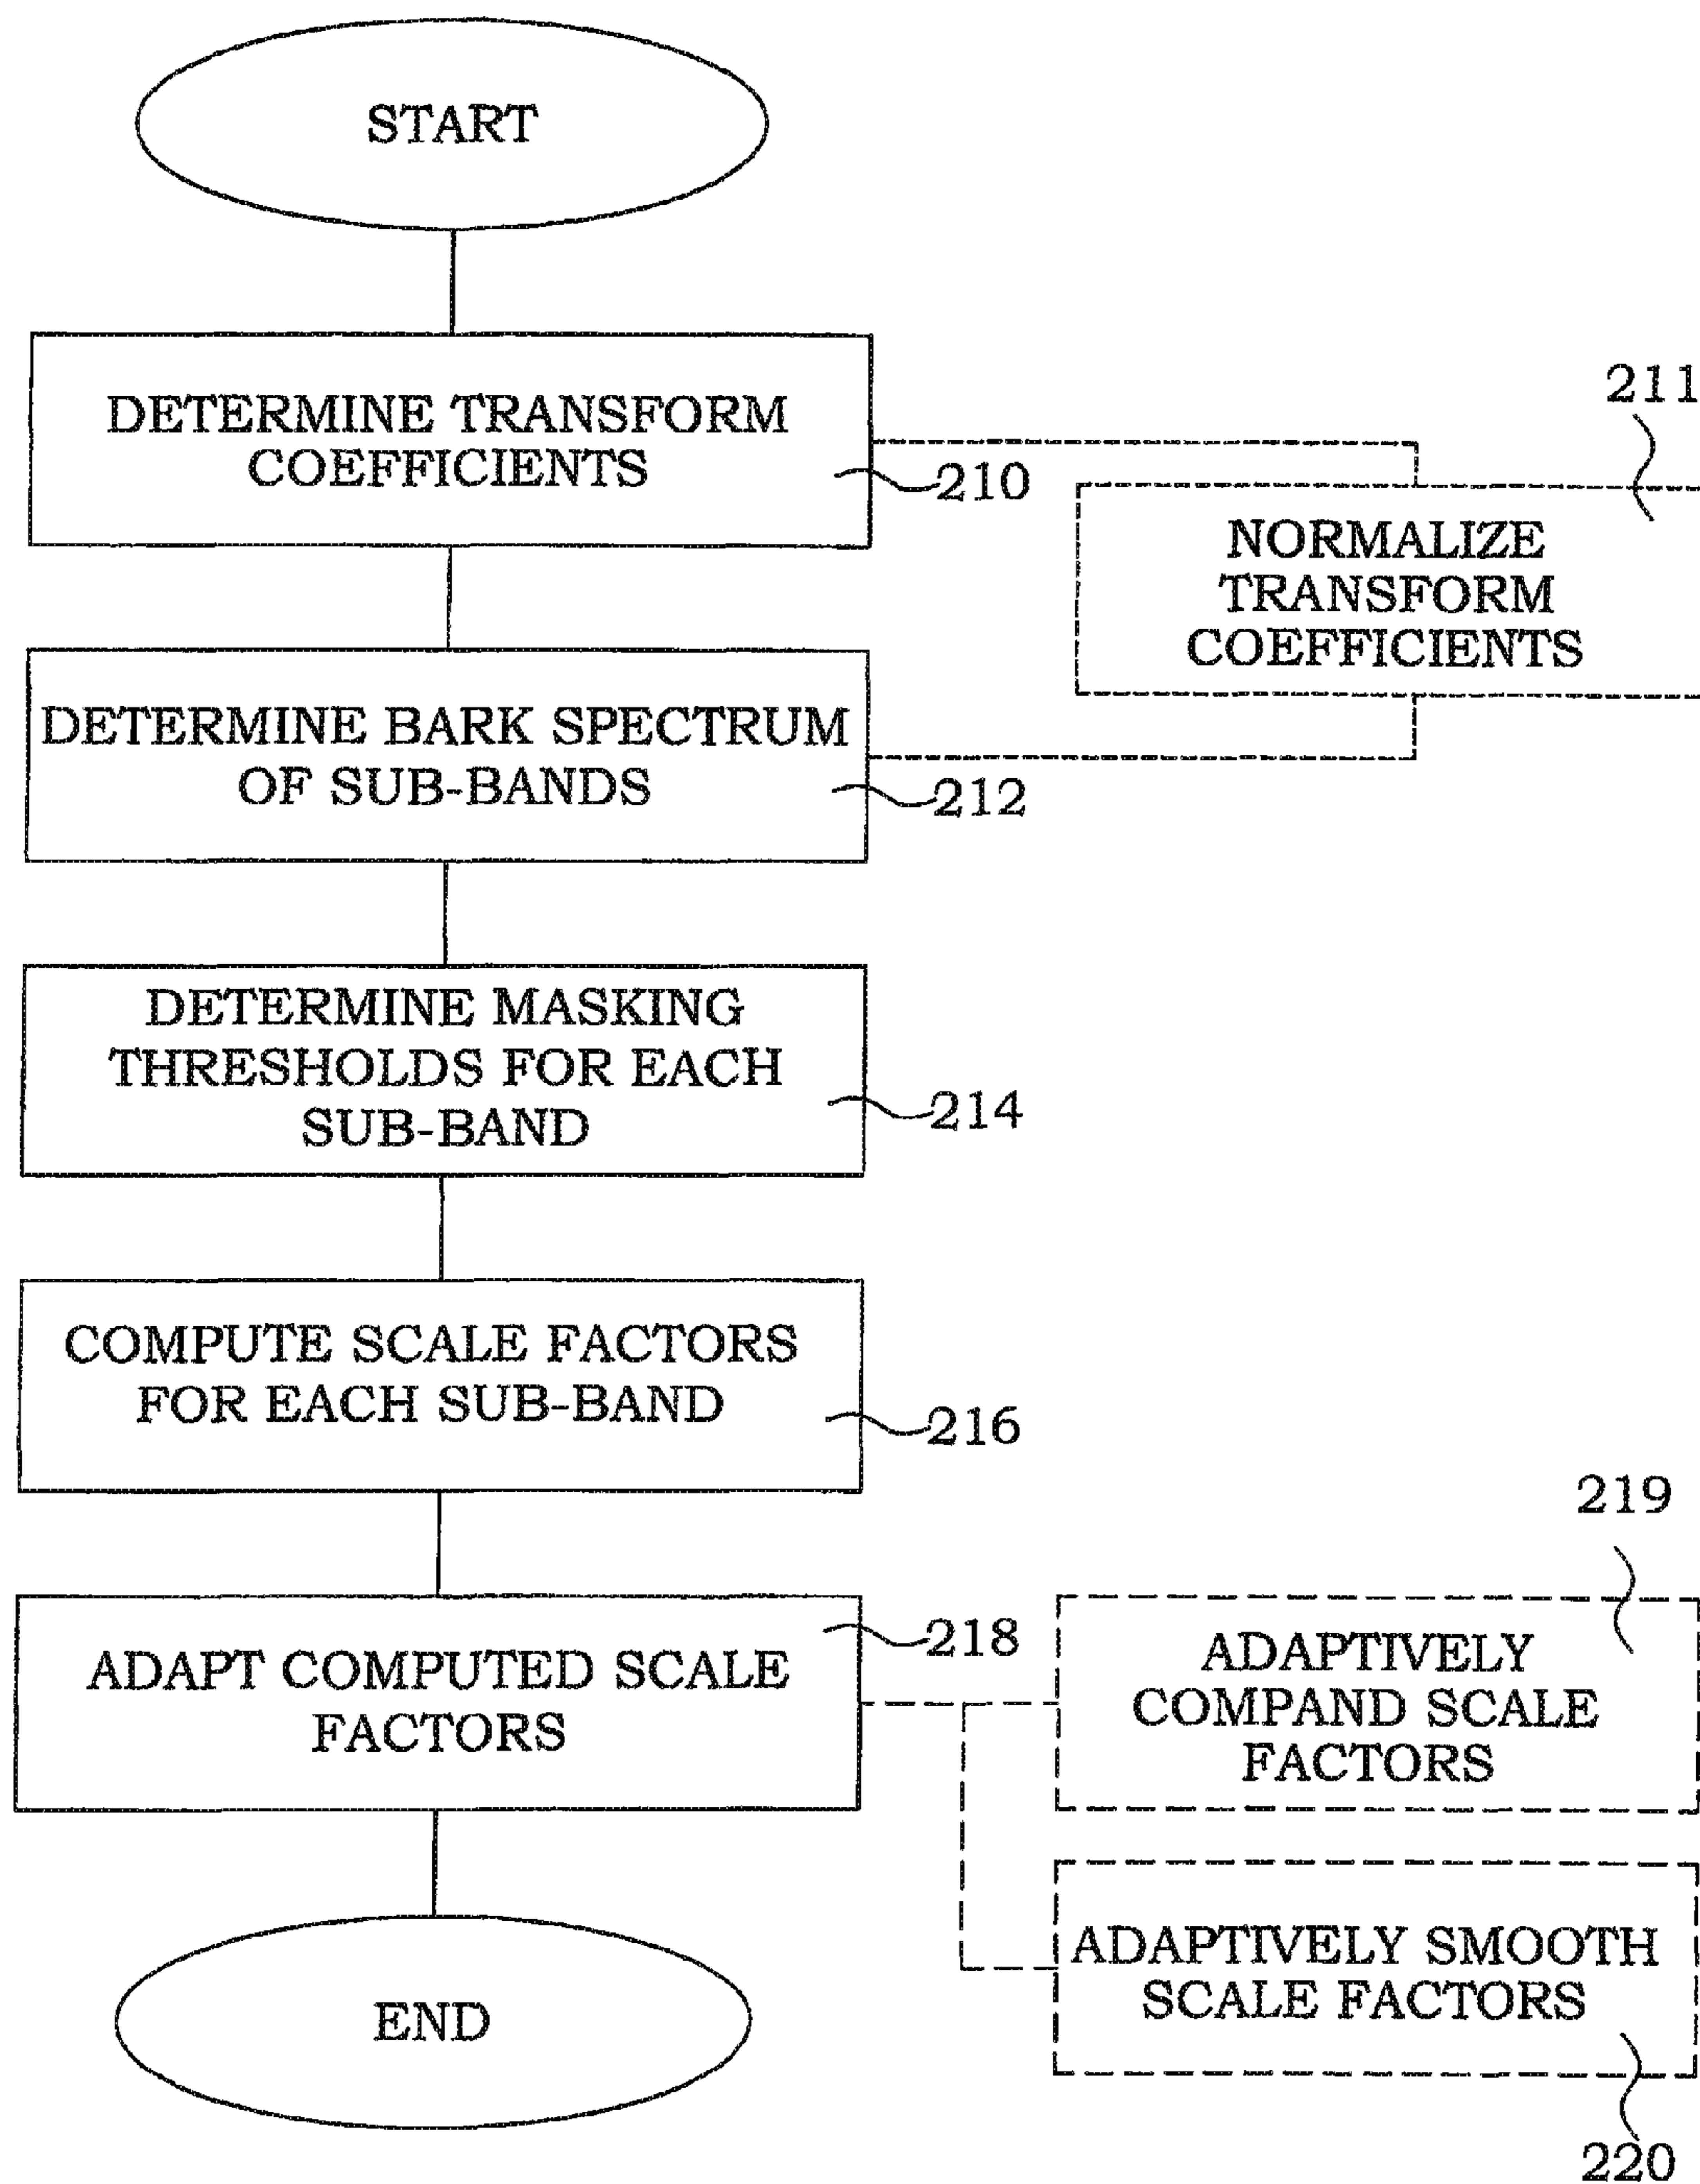 START
DETERMINE TRANSFORM
COEFFICIENTS
210
211
NORMALIZE
TRANSFORM
COEFFICIENTS
DETERMINE BARK SPECTRUM
OF SUB-BANDS
212
DETERMINE MASKING
THRESHOLDS FOR EACH
SUB-BAND
214
COMPUTE SCALE FACTORS
FOR EACH SUB-BAND
216
ADAPT COMPUTED SCALE
FACTORS
218
219
ADAPTIVELY
COMPAND SCALE
FACTORS
ADAPTIVELY SMOOTH
SCALE FACTORS
220
END